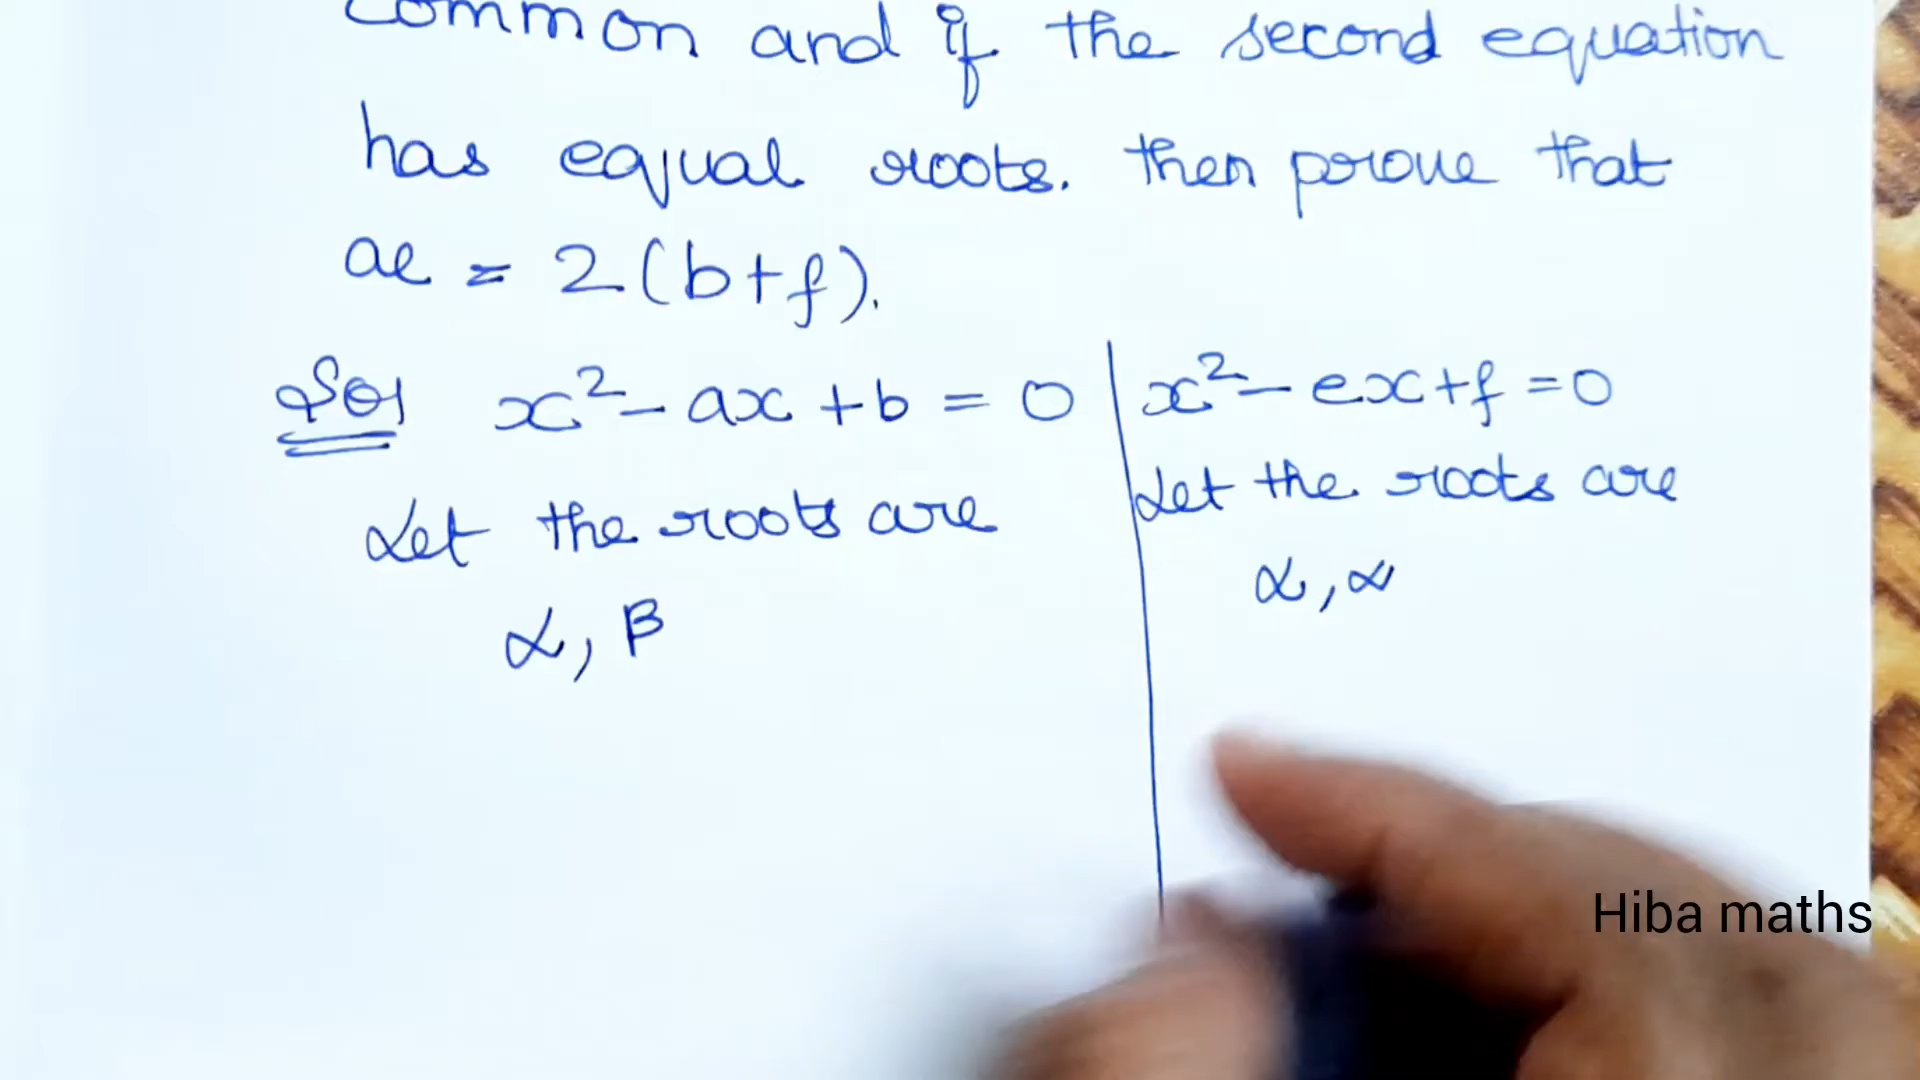 common and if the second equation
has equal roots. then prove that
ae = 2(b+f).
Sol x² - ax + b = 0 | x² - ex + f = 0
Let the roots are
Let the roots are
α, β
α, α
Hiba maths